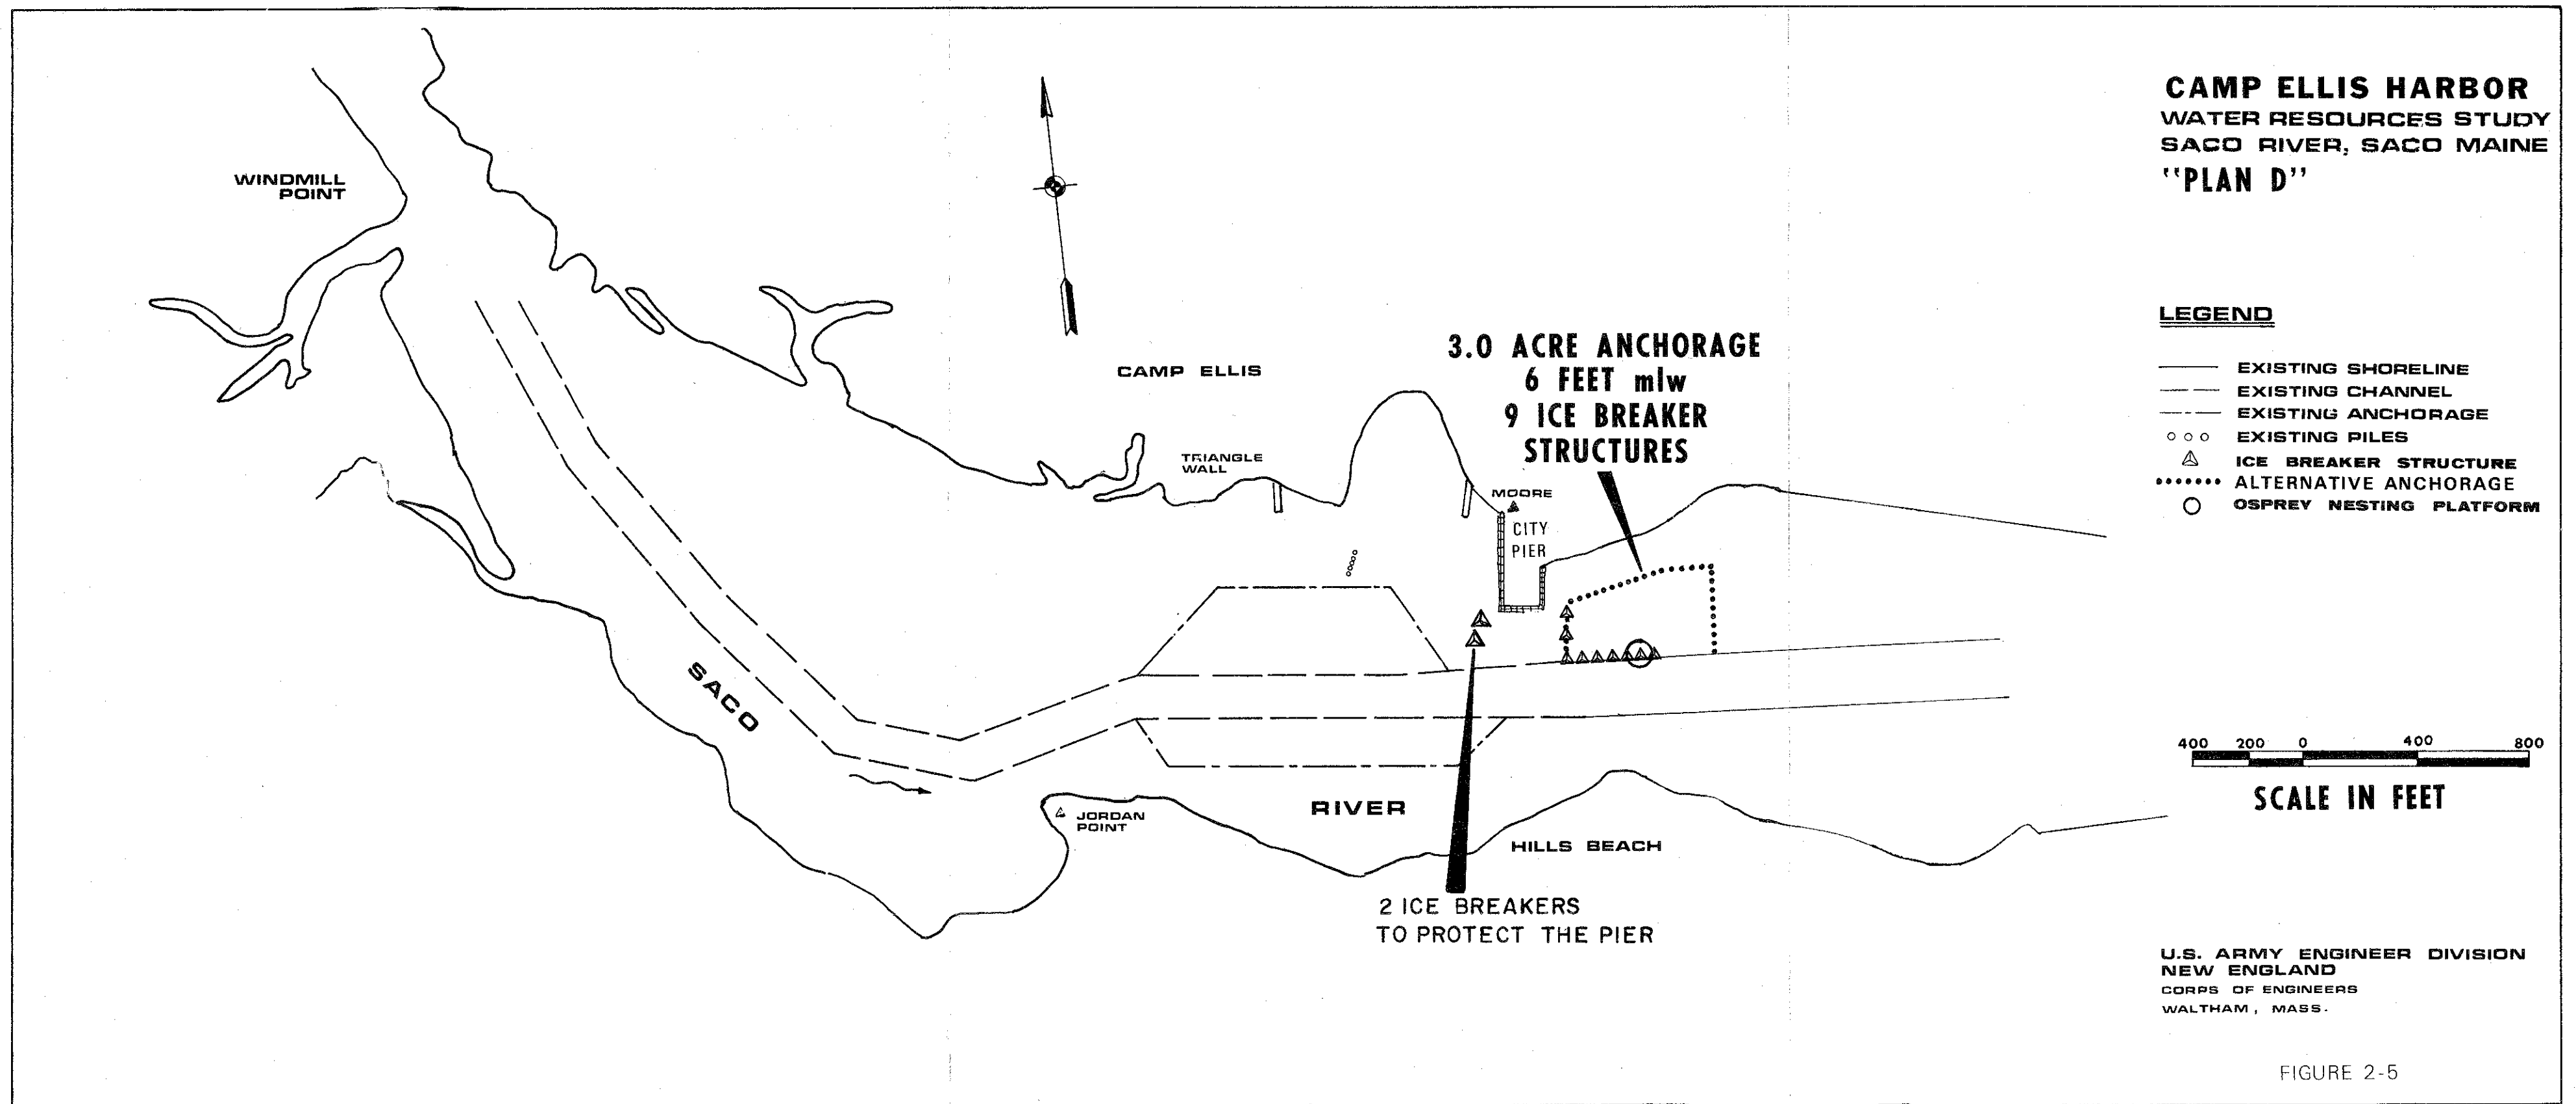 CAMP ELLIS HARBOR
WATER RESOURCES STUDY
SACO RIVER, SACO MAINE
"PLAN D"
WINDMILL
POINT
LEGEND
EXISTING SHORELINE
EXISTING CHANNEL
EXISTING ANCHORAGE
EXISTING PILES
ICE BREAKER STRUCTURE
ALTERNATIVE ANCHORAGE
OSPREY NESTING PLATFORM
3.0 ACRE ANCHORAGE
6 FEET mlw
9 ICE BREAKER
STRUCTURES
CAMP ELLIS
TRIANGLE
WALL
MOORE
CITY
PIER
SACO
RIVER
JORDAN
POINT
HILLS BEACH
2 ICE BREAKERS
TO PROTECT THE PIER
400 200 0 400 800
SCALE IN FEET
U.S. ARMY ENGINEER DIVISION
NEW ENGLAND
CORPS OF ENGINEERS
WALTHAM, MASS.
FIGURE 2-5